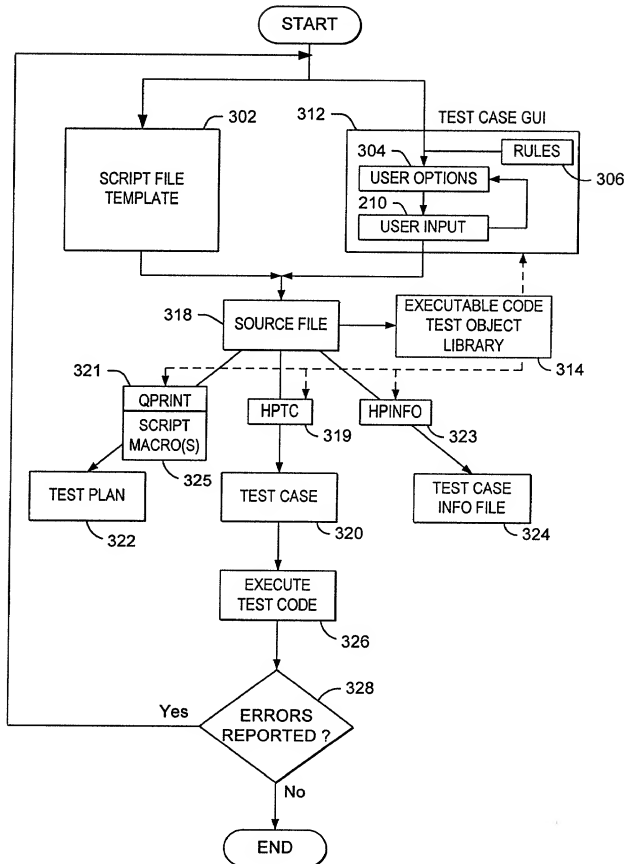 START
302
312
TEST CASE GUI
SCRIPT FILE
TEMPLATE
304
RULES
306
USER OPTIONS
210
USER INPUT
318
SOURCE FILE
EXECUTABLE CODE
TEST OBJECT
LIBRARY
314
321
QPRINT
SCRIPT
MACRO(S)
325
HPTC
319
HPINFO
323
TEST PLAN
322
TEST CASE
320
TEST CASE
INFO FILE
324
EXECUTE
TEST CODE
326
328
Yes
ERRORS
REPORTED ?
No
END